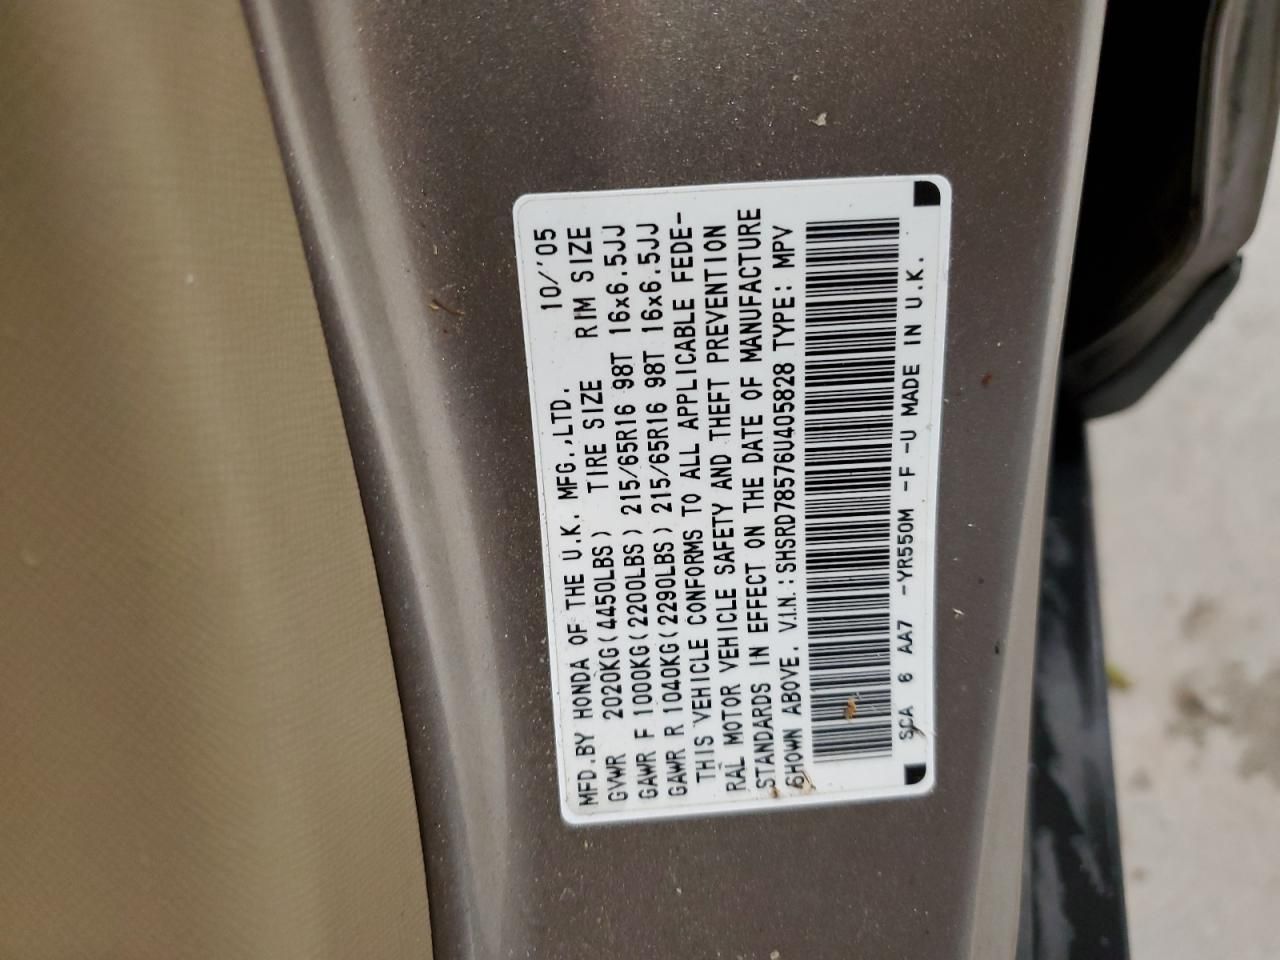 MFD.BY HONDA OF THE U.K. MFG.,LTD. 10/'05
GVWR 2020KG(4450LBS) TIRE SIZE RIM SIZE
GAWR F 1000KG(2200LBS) 215/65R16 98T 16x6.5JJ
GAWR R 1040KG(2290LBS) 215/65R16 98T 16x6.5JJ
THIS VEHICLE CONFORMS TO ALL APPLICABLE FEDE-
RAL MOTOR VEHICLE SAFETY AND THEFT PREVENTION
STANDARDS IN EFFECT ON THE DATE OF MANUFACTURE
SHOWN ABOVE. V.I.N.:SHSRD78576U405828 TYPE: MPV
SCA 6 AA7 -YR550M -F -U MADE IN U.K.